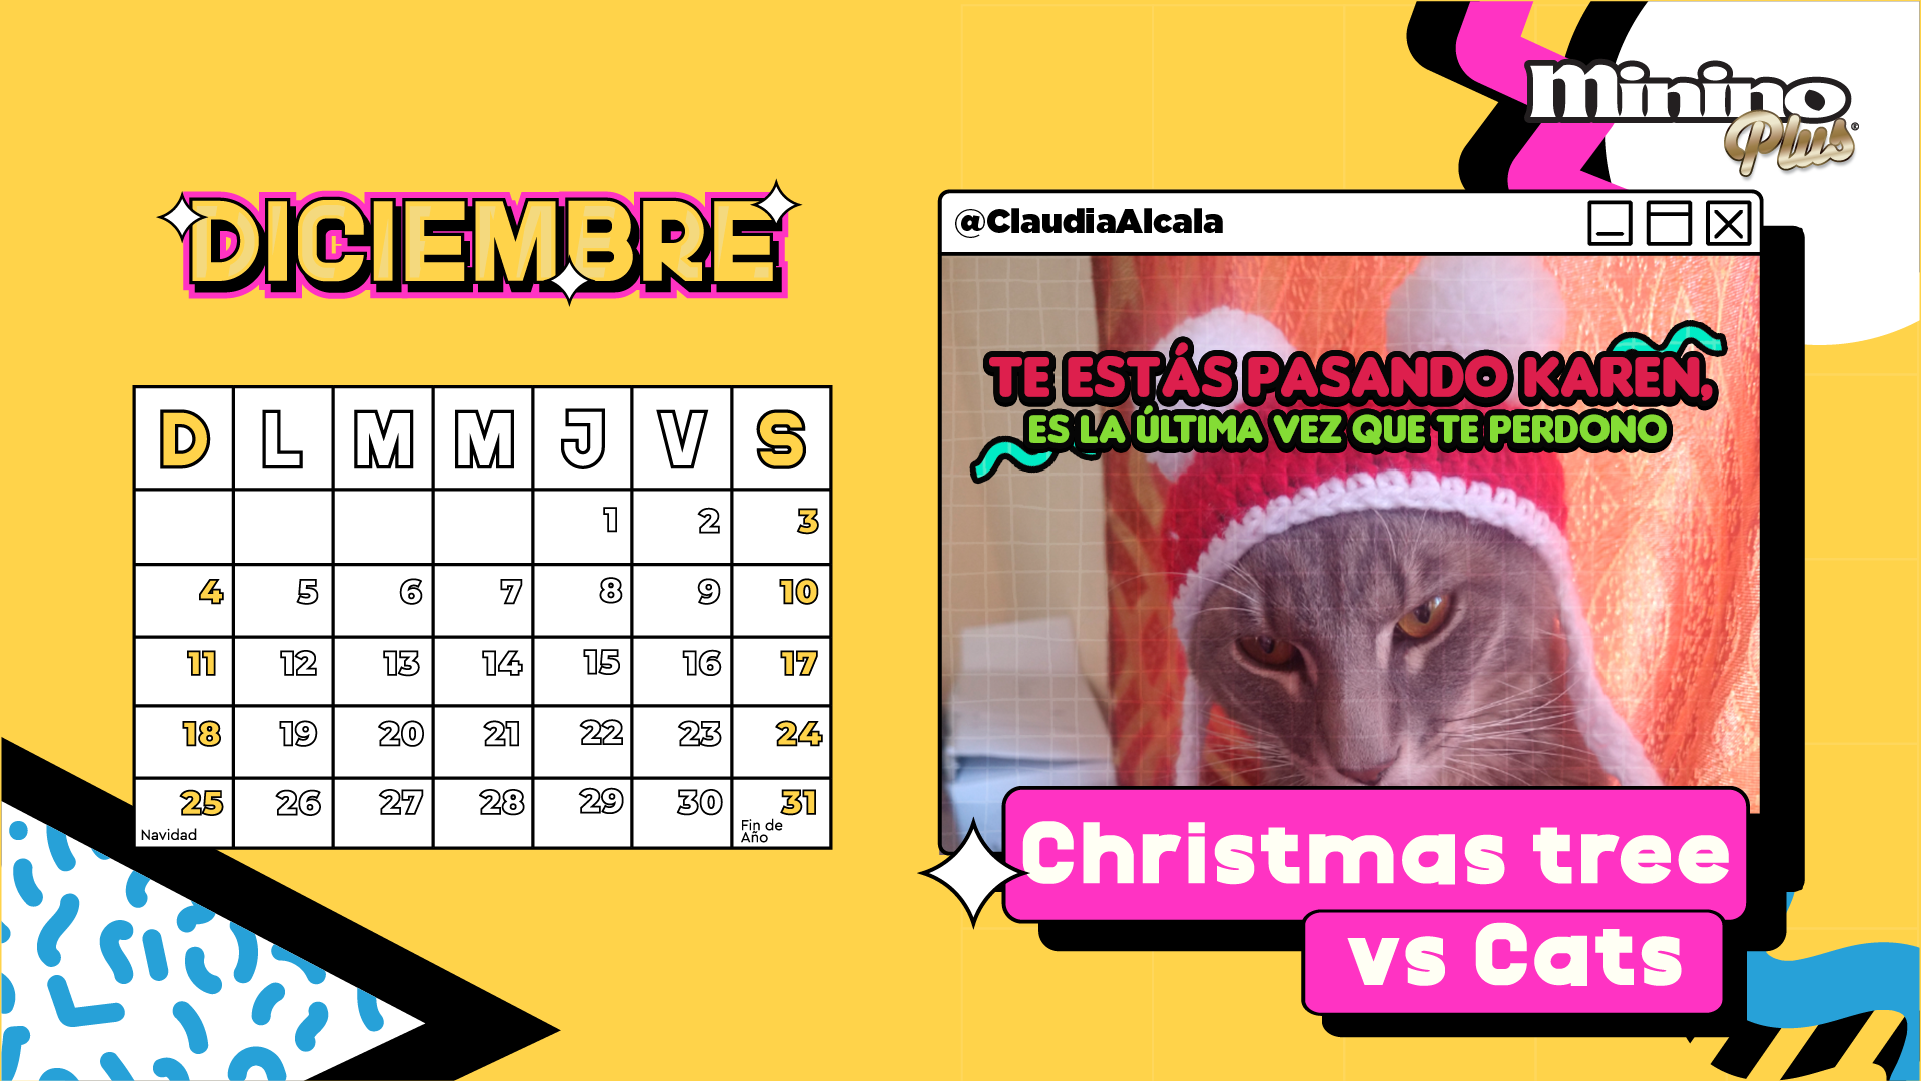 minino
Plus®
DICIEMBRE
D L M M J V S
1 2 3
4 5 6 7 8 9 10
11 12 13 14 15 16 17
18 19 20 21 22 23 24
25 26 27 28 29 30 31
Navidad
Fin de
Año
@ClaudiaAlcala
TE ESTÁS PASANDO KAREN,
ES LA ÚLTIMA VEZ QUE TE PERDONO
Christmas tree
vs Cats